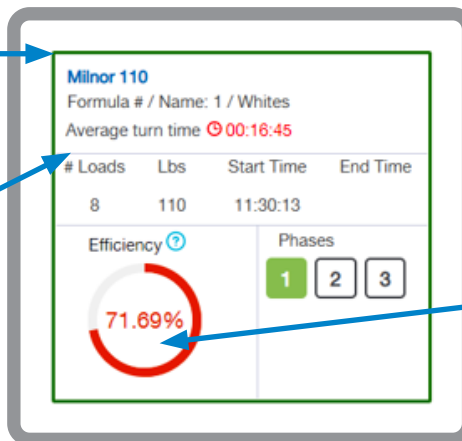 Milnor 110
Formula # / Name: 1 / Whites
Average turn time 00:16:45
# Loads Lbs Start Time End Time
8 110 11:30:13
Efficiency ? Phases
1 2 3
71.69%